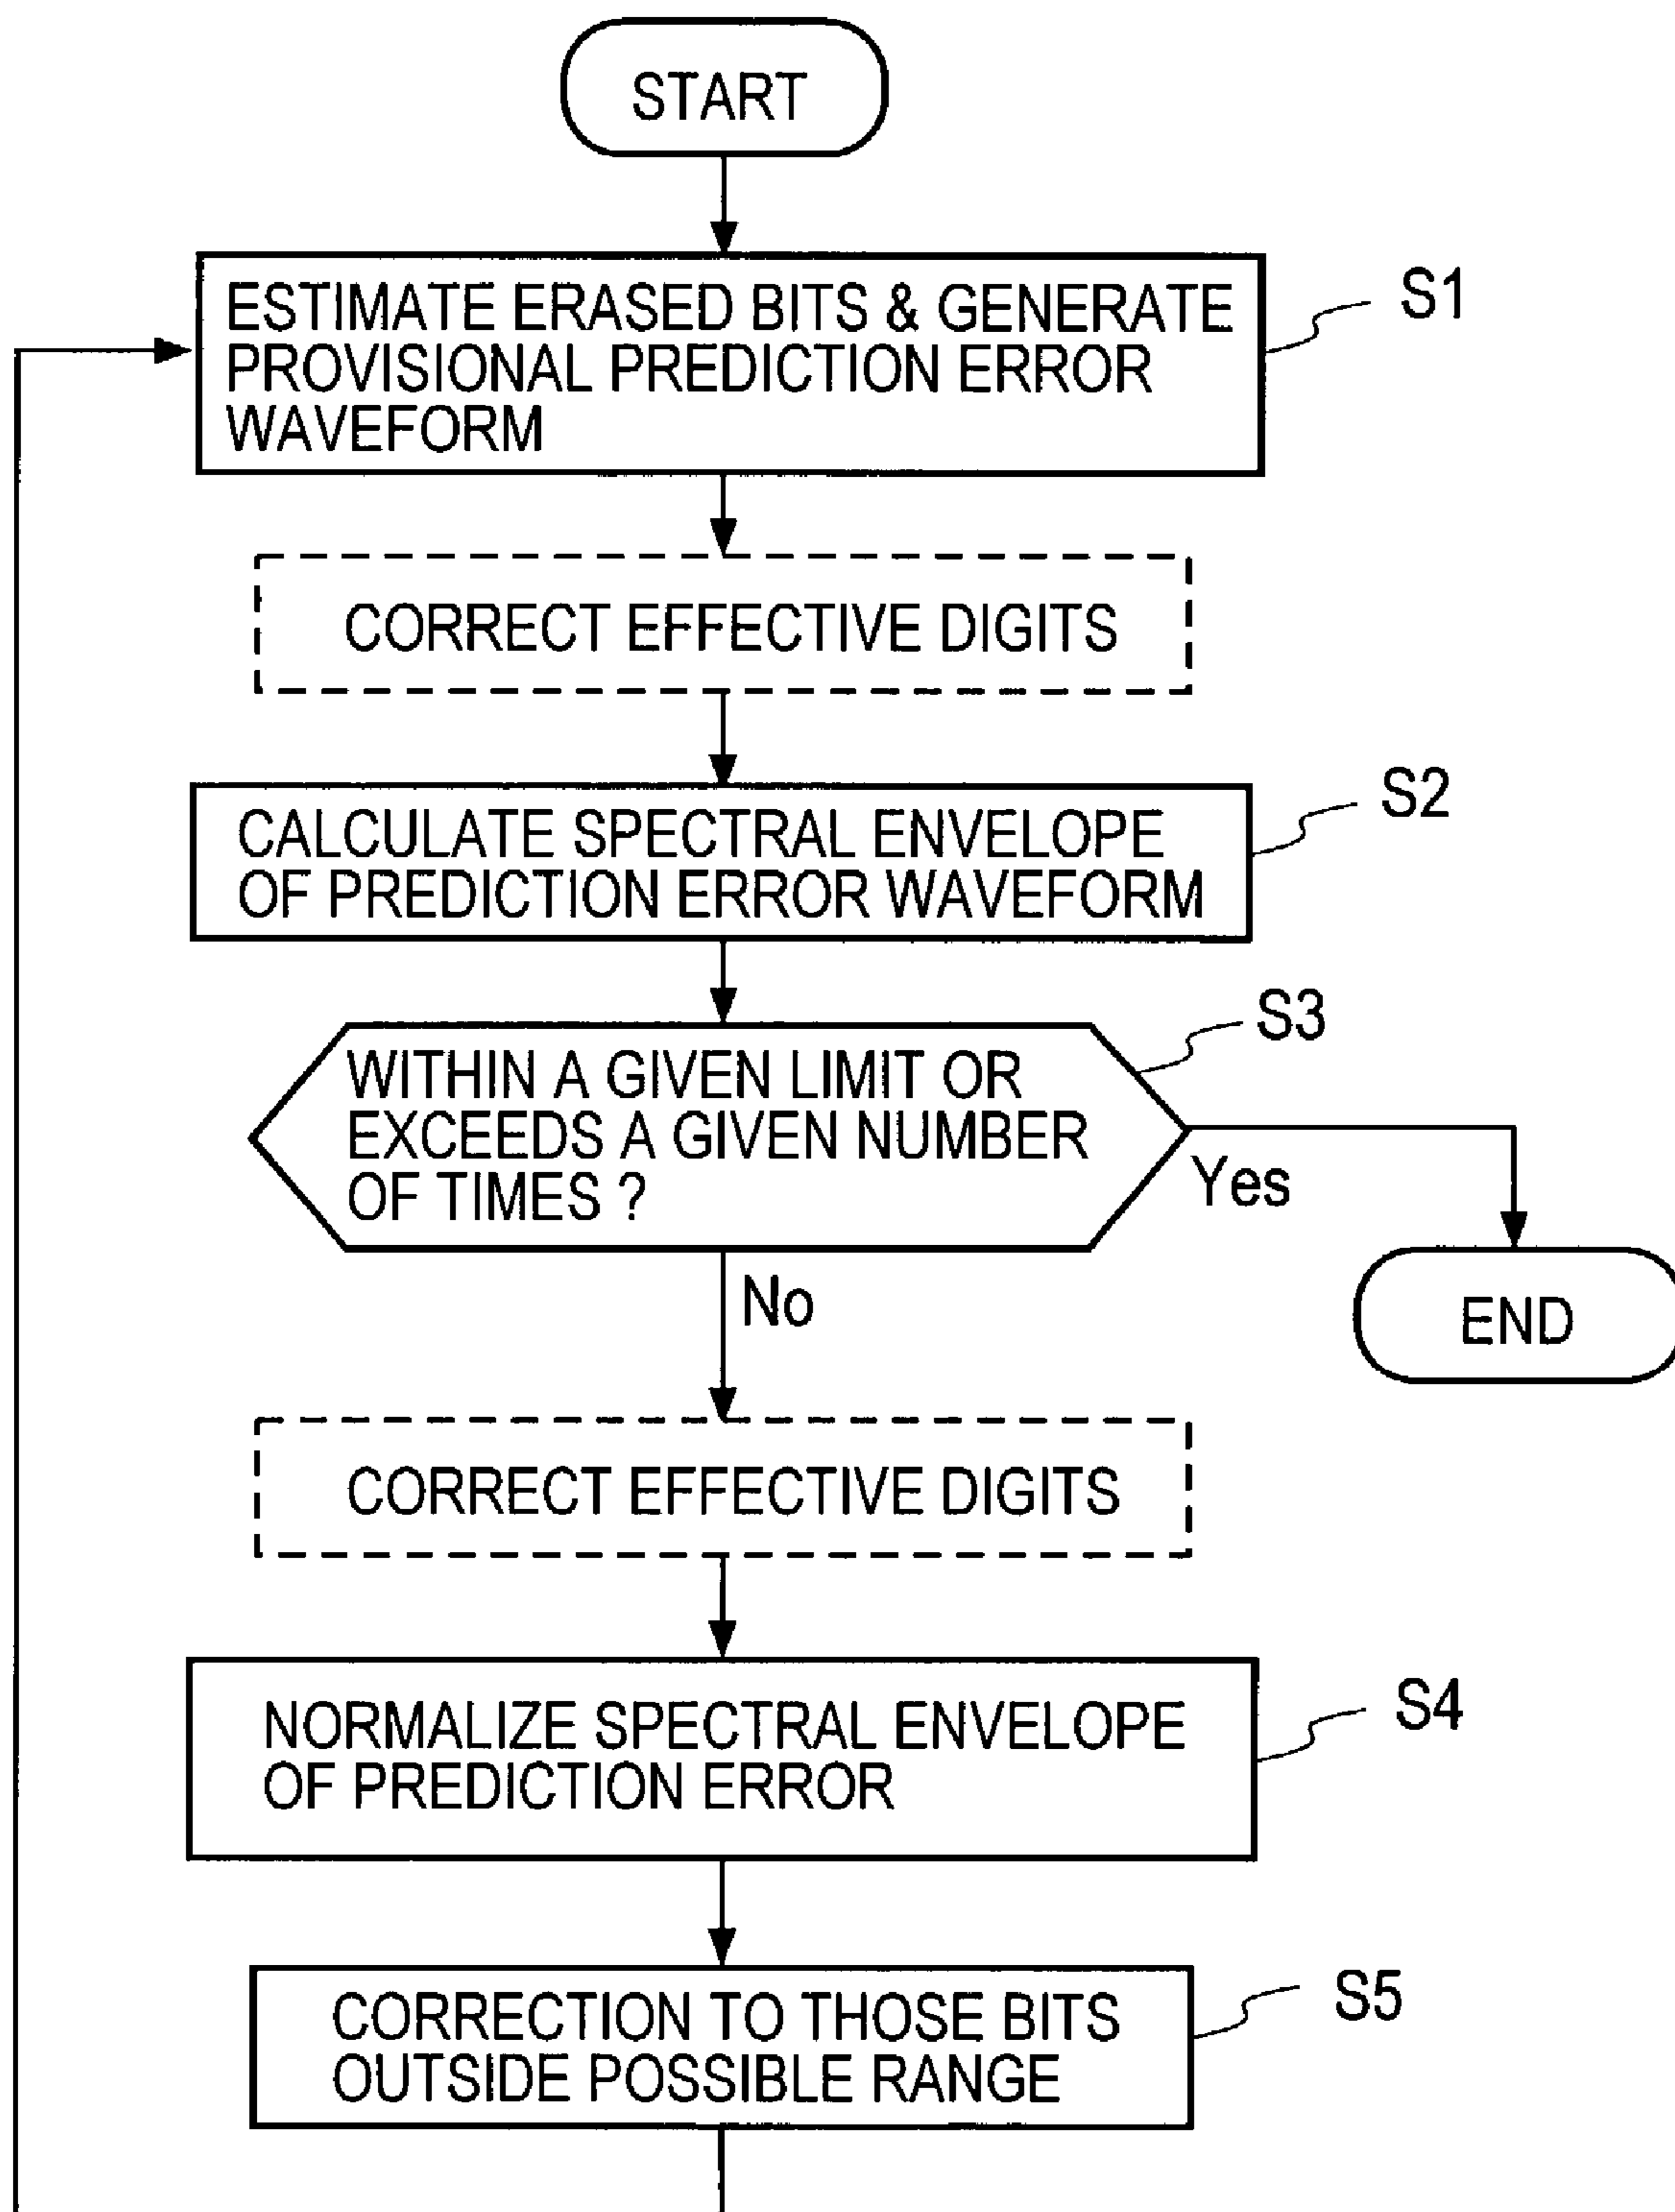 START
ESTIMATE ERASED BITS & GENERATE
PROVISIONAL PREDICTION ERROR
WAVEFORM
S1
CORRECT EFFECTIVE DIGITS
CALCULATE SPECTRAL ENVELOPE
OF PREDICTION ERROR WAVEFORM
S2
WITHIN A GIVEN LIMIT OR
EXCEEDS A GIVEN NUMBER
OF TIMES ?
S3
Yes
END
No
CORRECT EFFECTIVE DIGITS
NORMALIZE SPECTRAL ENVELOPE
OF PREDICTION ERROR
S4
CORRECTION TO THOSE BITS
OUTSIDE POSSIBLE RANGE
S5